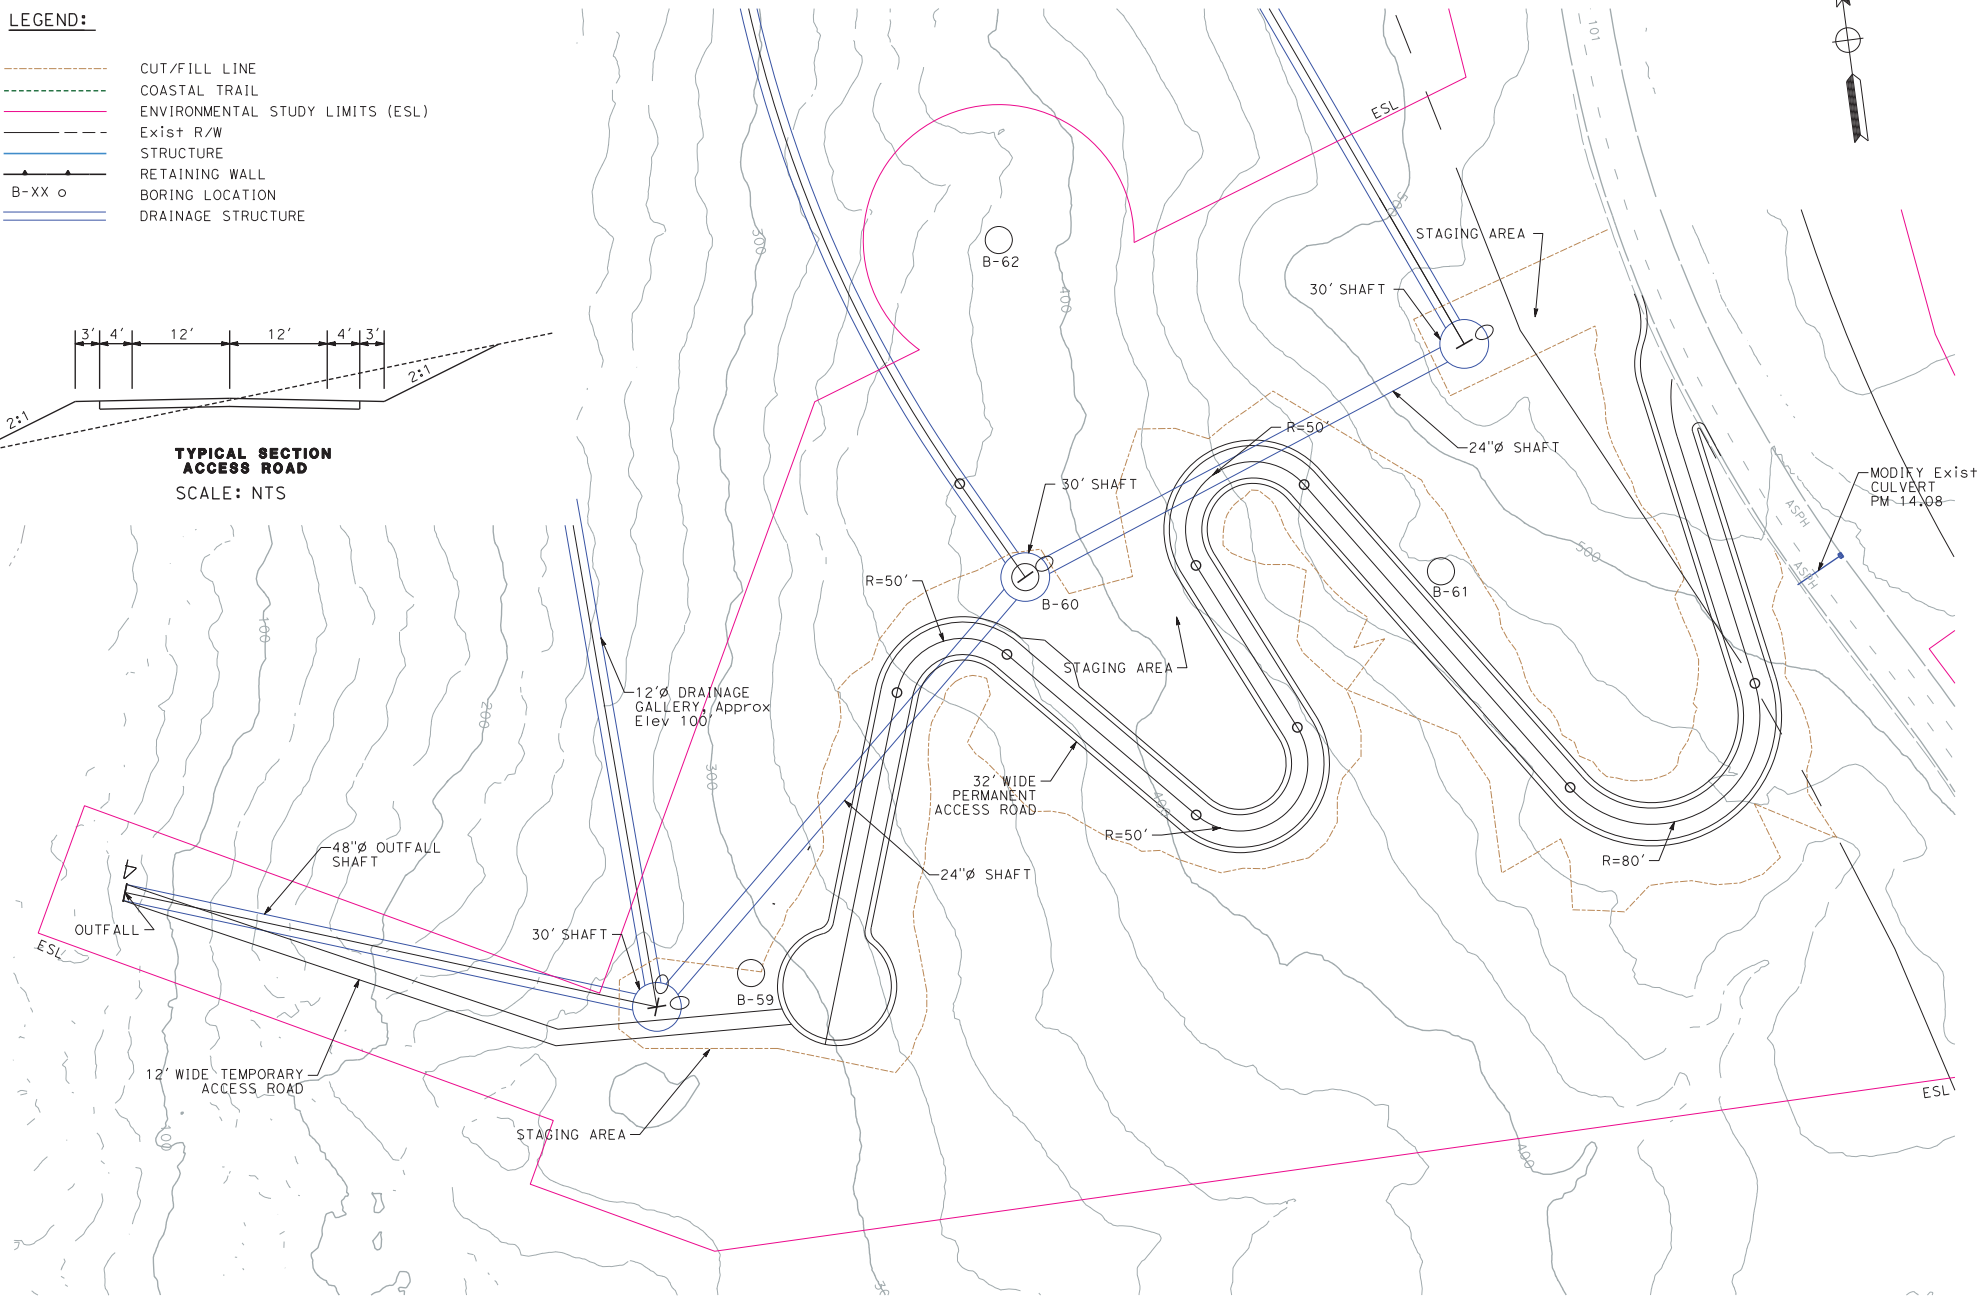 LEGEND:
CUT/FILL LINE
COASTAL TRAIL
ENVIRONMENTAL STUDY LIMITS (ESL)
Exist R/W
STRUCTURE
RETAINING WALL
B-XX
BORING LOCATION
DRAINAGE STRUCTURE
3' 4' 12' 12' 4' 3'
2:1
2:1
TYPICAL SECTION
ACCESS ROAD
SCALE: NTS
101
ESL
500
STAGING AREA
300
B-62
30' SHAFT
400
R=50'
24"Ø SHAFT
MODIFY Exist
CULVERT
PM 14.08
30' SHAFT
ASPH
500
ASPH
R=50'
B-60
B-61
100
STAGING AREA
12'Ø DRAINAGE
GALLERY, Approx
Elev 100'
200
300
32' WIDE
PERMANENT
ACCESS ROAD
400
R=50'
R=80'
48"Ø OUTFALL
SHAFT
24"Ø SHAFT
OUTFALL
30' SHAFT
ESL
B-59
12' WIDE TEMPORARY
ACCESS ROAD
ESL
STAGING AREA
100
400